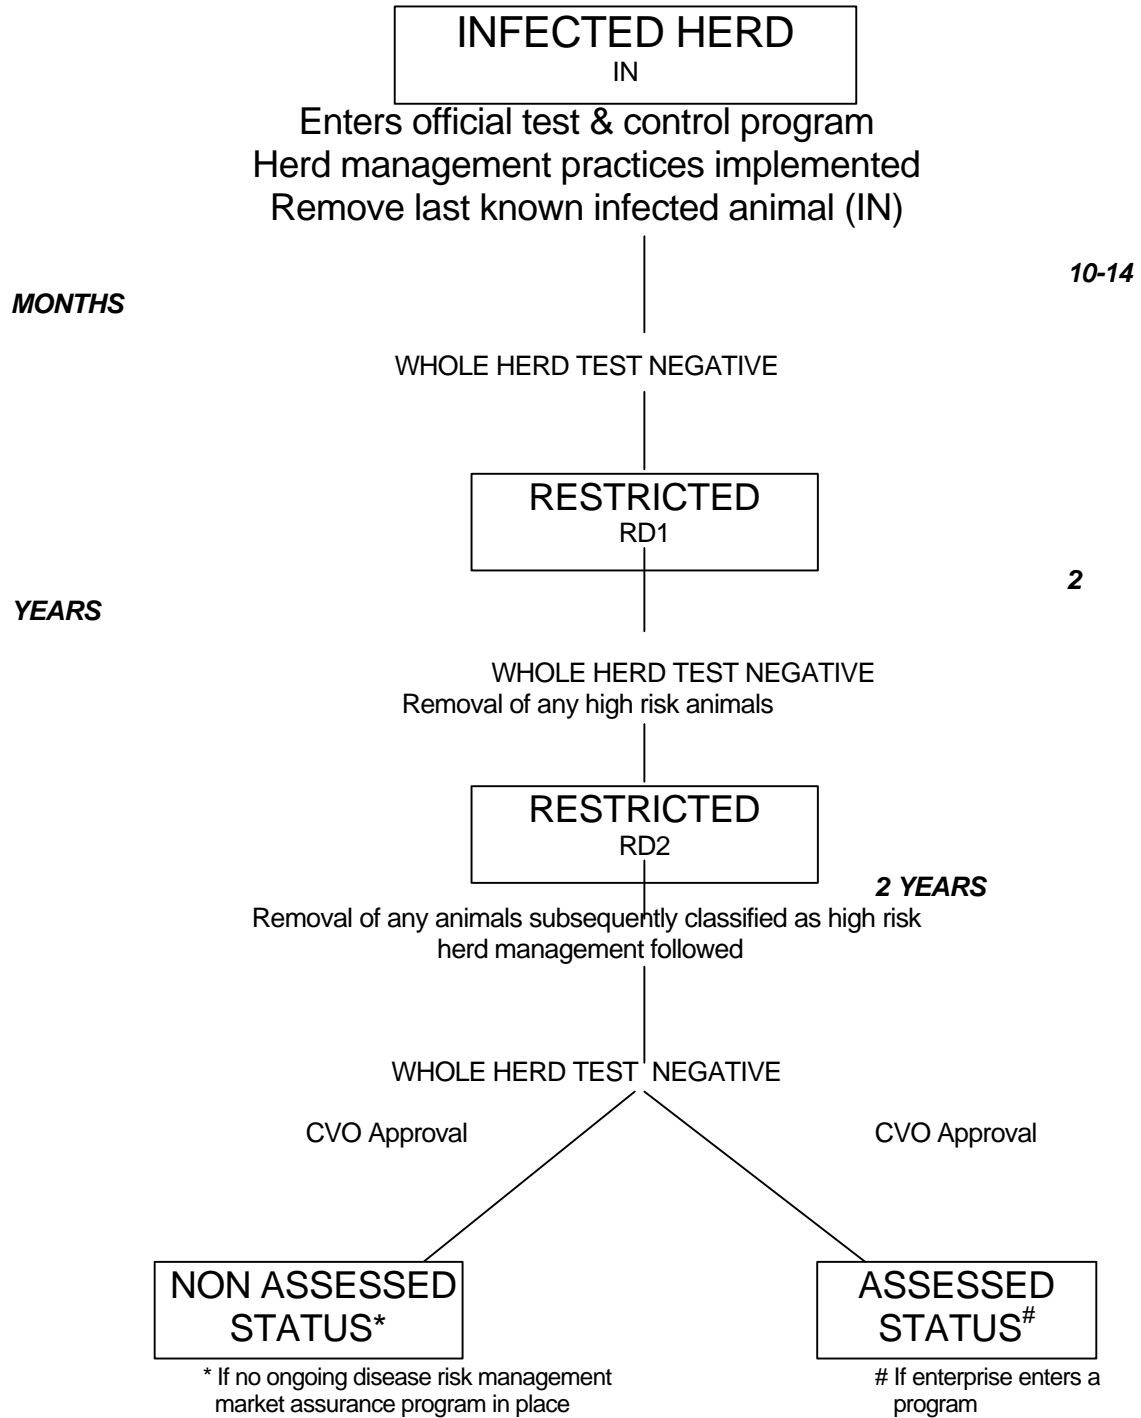 INFECTED HERD
IN
Enters official test & control program
Herd management practices implemented
Remove last known infected animal (IN)
10-14
MONTHS
WHOLE HERD TEST NEGATIVE
RESTRICTED
RD1
2
YEARS
WHOLE HERD TEST NEGATIVE
Removal of any high risk animals
RESTRICTED
RD2
2 YEARS
Removal of any animals subsequently classified as high risk
herd management followed
WHOLE HERD TEST NEGATIVE
CVO Approval
CVO Approval
NON ASSESSED
STATUS*
* If no ongoing disease risk management
market assurance program in place
ASSESSED
STATUS#
# If enterprise enters a
program